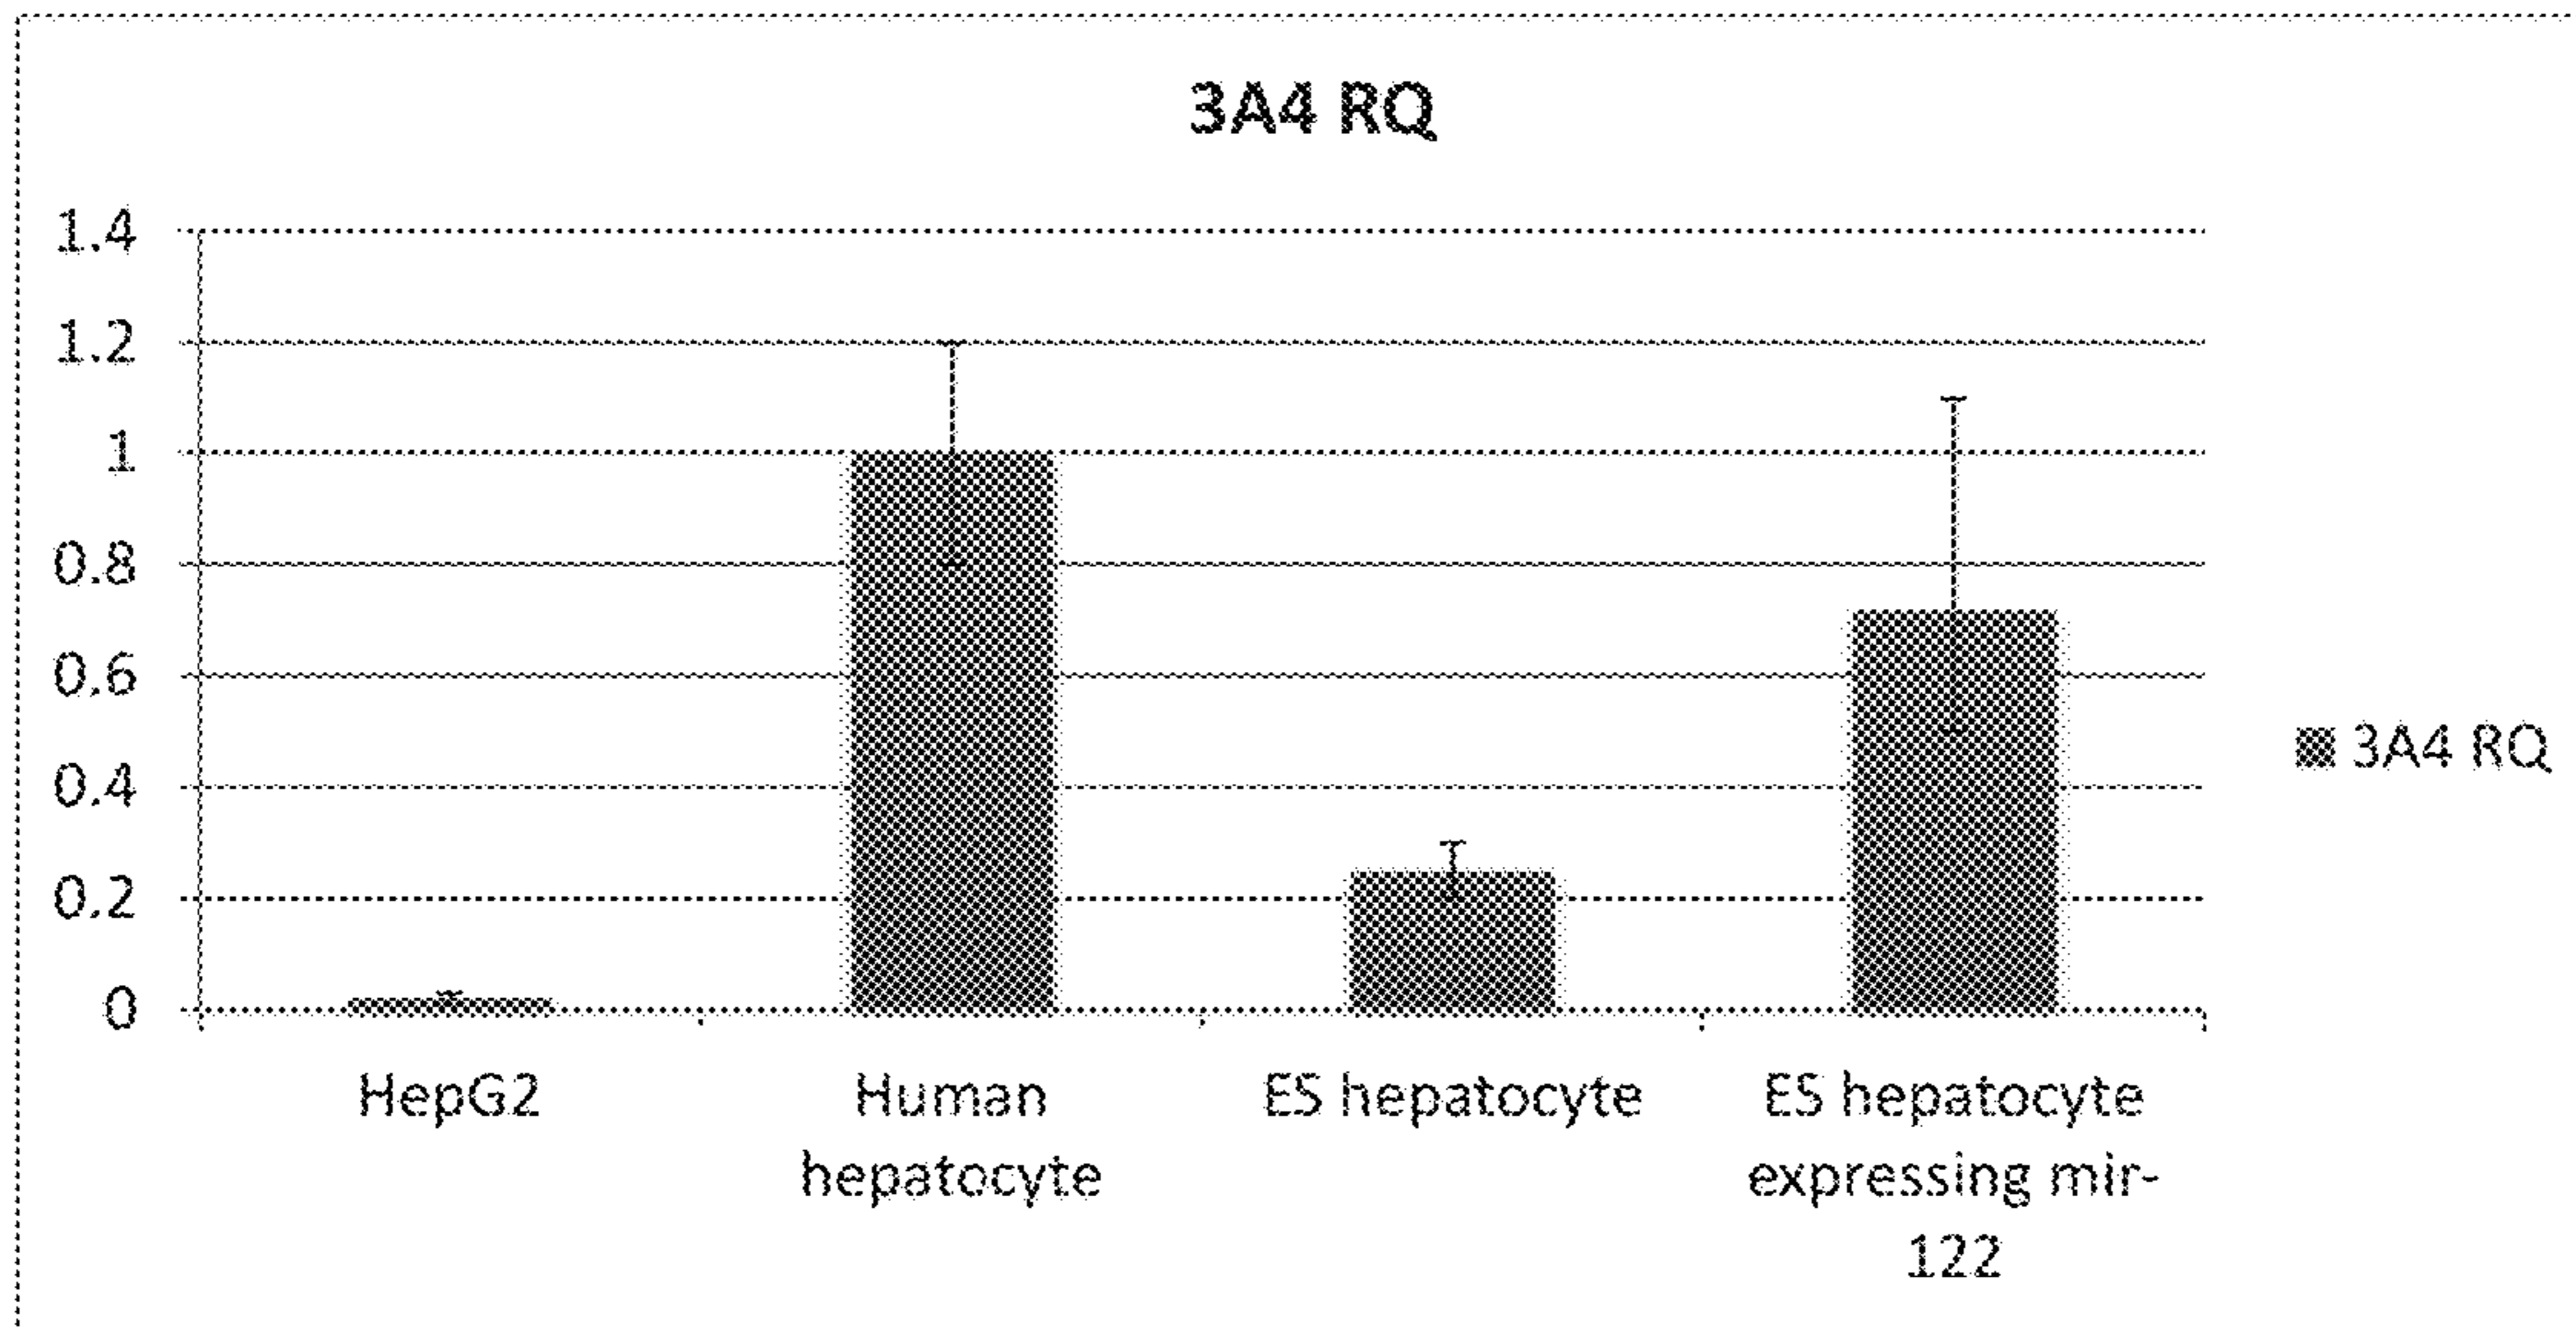 3A4 RQ
1.4
1.2
1
0.8
0.6
0.4
0.2
0
3A4 RQ
HepG2
Human
hepatocyte
ES hepatocyte
ES hepatocyte
expressing mir-
122